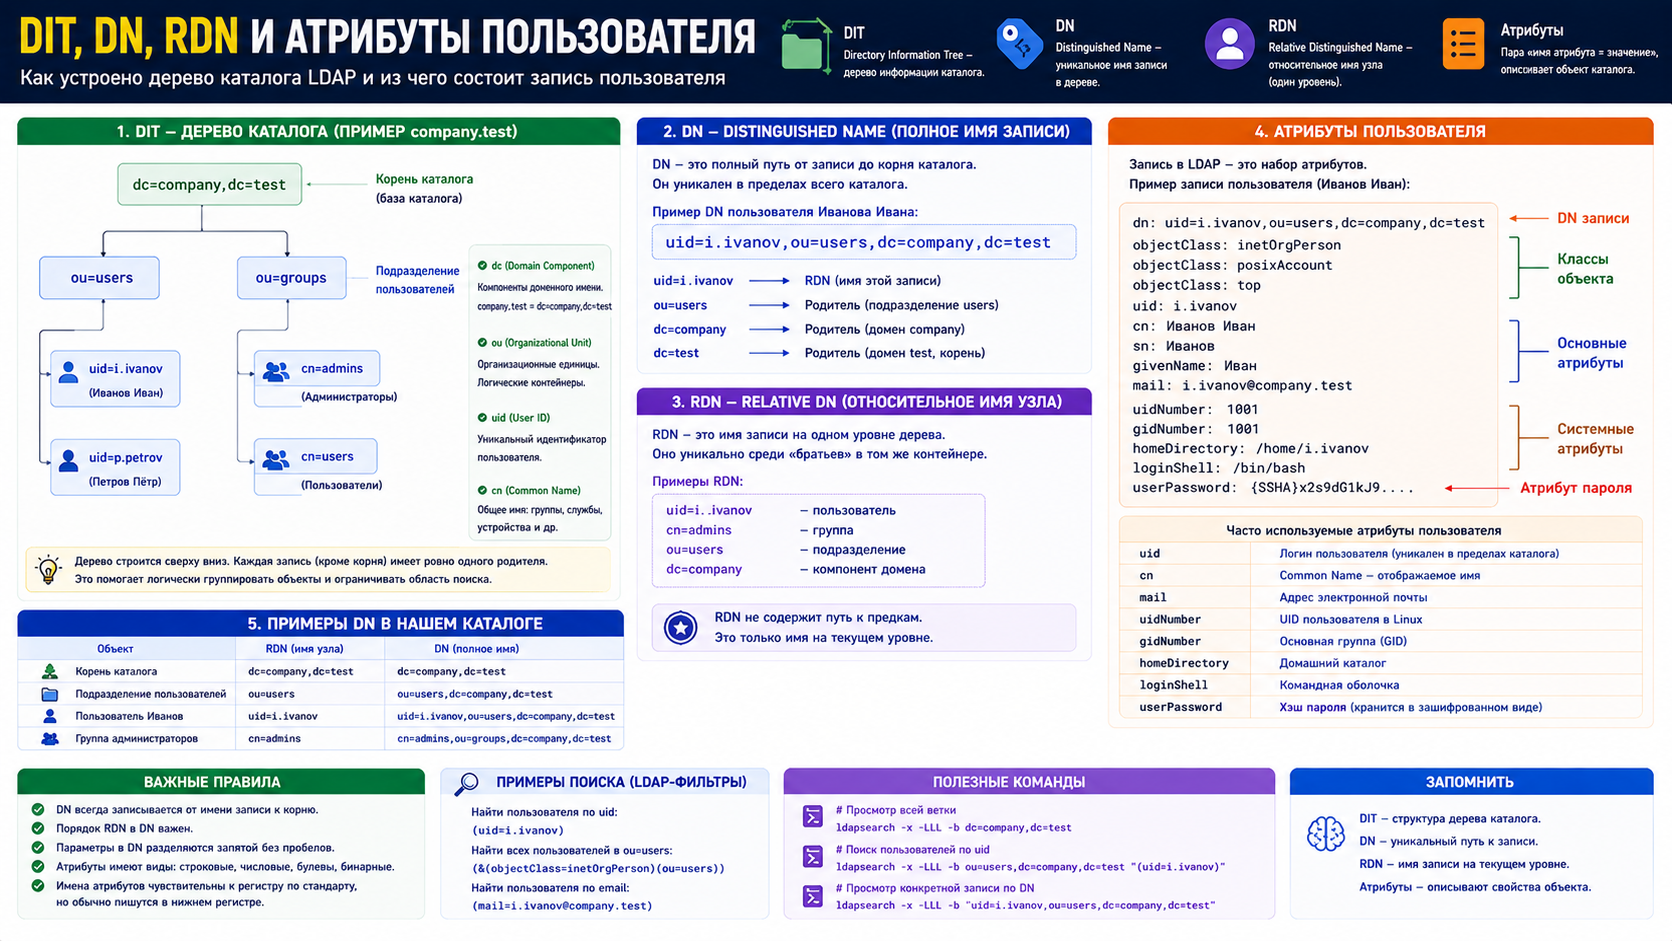 DIT, DN, RDN И АТРИБУТЫ ПОЛЬЗОВАТЕЛЯ
Как устроено дерево каталога LDAP и из чего состоит запись пользователя
DIT
Directory Information Tree –
дерево информации каталога.
DN
Distinguished Name –
уникальное имя записи
в дереве.
RDN
Relative Distinguished Name –
относительное имя узла
(один уровень).
Атрибуты
Пара «имя атрибута = значение»,
описывает объект каталога.
1. DIT – ДЕРЕВО КАТАЛОГА (ПРИМЕР company.test)
dc=company,dc=test
Корень каталога
(база каталога)
ou=users
ou=groups
Подразделение
пользователей
uid=i.ivanov
(Иванов Иван)
cn=admins
(Администраторы)
uid=p.petrov
(Петров Пётр)
cn=users
(Пользователи)
dc (Domain Component)
Компоненты доменного имени.
company.test = dc=company,dc=test
ou (Organizational Unit)
Организационные единицы.
Логические контейнеры.
uid (User ID)
Уникальный идентификатор
пользователя.
cn (Common Name)
Общее имя: группы, службы,
устройства и др.
Дерево строится сверху вниз. Каждая запись (кроме корня) имеет ровно одного родителя.
Это помогает логически группировать объекты и ограничивать область поиска.
2. DN – DISTINGUISHED NAME (ПОЛНОЕ ИМЯ ЗАПИСИ)
DN – это полный путь от записи до корня каталога.
Он уникален в пределах всего каталога.
Пример DN пользователя Иванова Ивана:
uid=i.ivanov,ou=users,dc=company,dc=test
uid=i.ivanov RDN (имя этой записи)
ou=users Родитель (подразделение users)
dc=company Родитель (домен company)
dc=test Родитель (домен test, корень)
3. RDN – RELATIVE DN (ОТНОСИТЕЛЬНОЕ ИМЯ УЗЛА)
RDN – это имя записи на одном уровне дерева.
Оно уникально среди «братьев» в том же контейнере.
Примеры RDN:
uid=i.ivanov – пользователь
cn=admins – группа
ou=users – подразделение
dc=company – компонент домена
RDN не содержит путь к предкам.
Это только имя на текущем уровне.
4. АТРИБУТЫ ПОЛЬЗОВАТЕЛЯ
Запись в LDAP – это набор атрибутов.
Пример записи пользователя (Иванов Иван):
dn: uid=i.ivanov,ou=users,dc=company,dc=test
objectClass: inetOrgPerson
objectClass: posixAccount
objectClass: top
uid: i.ivanov
cn: Иванов Иван
sn: Иванов
givenName: Иван
mail: i.ivanov@company.test
uidNumber: 1001
gidNumber: 1001
homeDirectory: /home/i.ivanov
loginShell: /bin/bash
userPassword: {SSHA}x2s9dG1kJ9....
DN записи
Классы
объекта
Основные
атрибуты
Системные
атрибуты
Атрибут пароля
Часто используемые атрибуты пользователя
uid Логин пользователя (уникален в пределах каталога)
cn Common Name – отображаемое имя
mail Адрес электронной почты
uidNumber UID пользователя в Linux
gidNumber Основная группа (GID)
homeDirectory Домашний каталог
loginShell Командная оболочка
userPassword Хэш пароля (кранится в зашифрованном виде)
5. ПРИМЕРЫ DN В НАШЕМ КАТАЛОГЕ
Объект RDN (имя узла) DN (полное имя)
Корень каталога dc=company,dc=test dc=company,dc=test
Подразделение пользователей ou=users ou=users,dc=company,dc=test
Пользователь Иванов uid=i.ivanov uid=i.ivanov,ou=users,dc=company,dc=test
Группа администраторов cn=admins cn=admins,ou=groups,dc=company,dc=test
ВАЖНЫЕ ПРАВИЛА
DN всегда записывается от имени записи к корню.
Порядок RDN в DN важен.
Параметры в DN разделяются запятой без пробелов.
Атрибуты имеют виды: строковые, числовые, булевы, бинарные.
Имена атрибутов чувствительны к регистру по стандарту,
но обычно пишутся в нижнем регистре.
ПРИМЕРЫ ПОИСКА (LDAP-ФИЛЬТРЫ)
Найти пользователя по uid:
(uid=i.ivanov)
Найти всех пользователей в ou=users:
(&(objectClass=inetOrgPerson)(ou=users))
Найти пользователя по email:
(mail=i.ivanov@company.test)
ПОЛЕЗНЫЕ КОМАНДЫ
# Просмотр всей ветки
ldapsearch -x -LLL -b dc=company,dc=test
# Поиск пользователей по uid
ldapsearch -x -LLL -b ou=users,dc=company,dc=test "(uid=i.ivanov)"
# Просмотр конкретной записи по DN
ldapsearch -x -LLL -b "uid=i.ivanov,ou=users,dc=company,dc=test"
ЗАПОМНИТЬ
DIT – структура дерева каталога.
DN – уникальный путь к записи.
RDN – имя записи на текущем уровне.
Атрибуты – описывают свойства объекта.